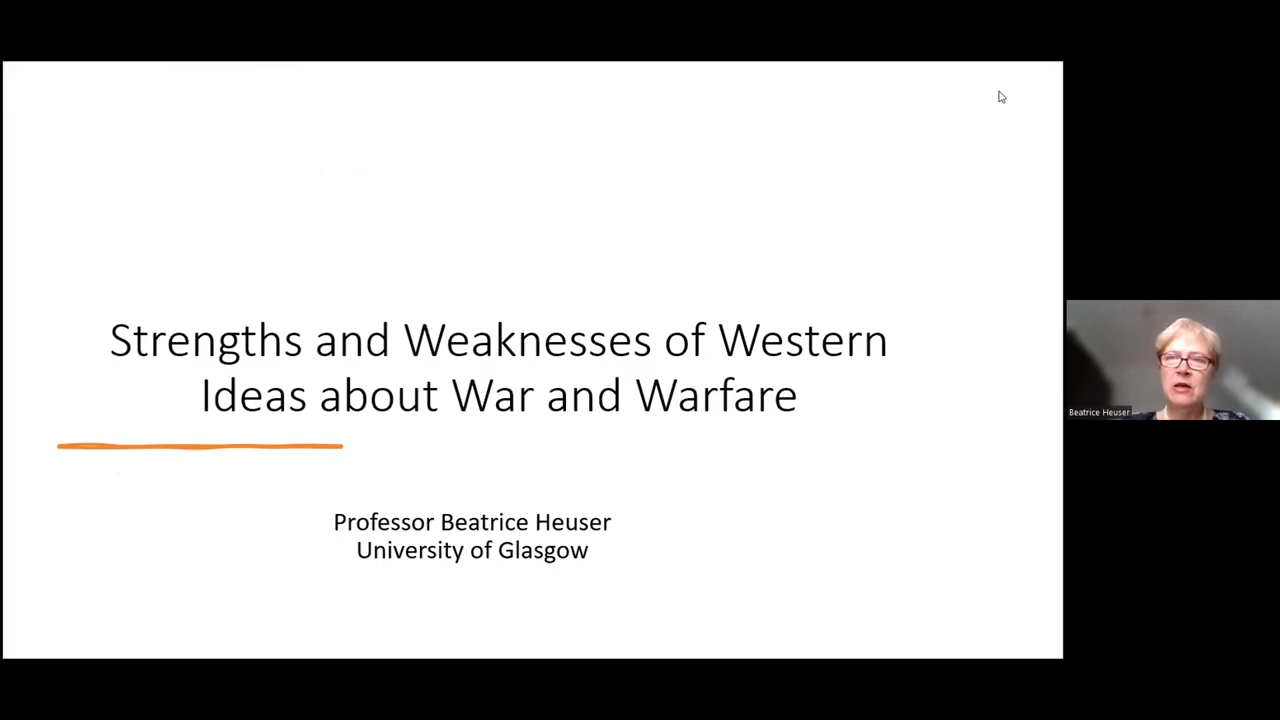 Strengths and Weaknesses of Western
Ideas about War and Warfare
Professor Beatrice Heuser
University of Glasgow
Beatrice Heuser